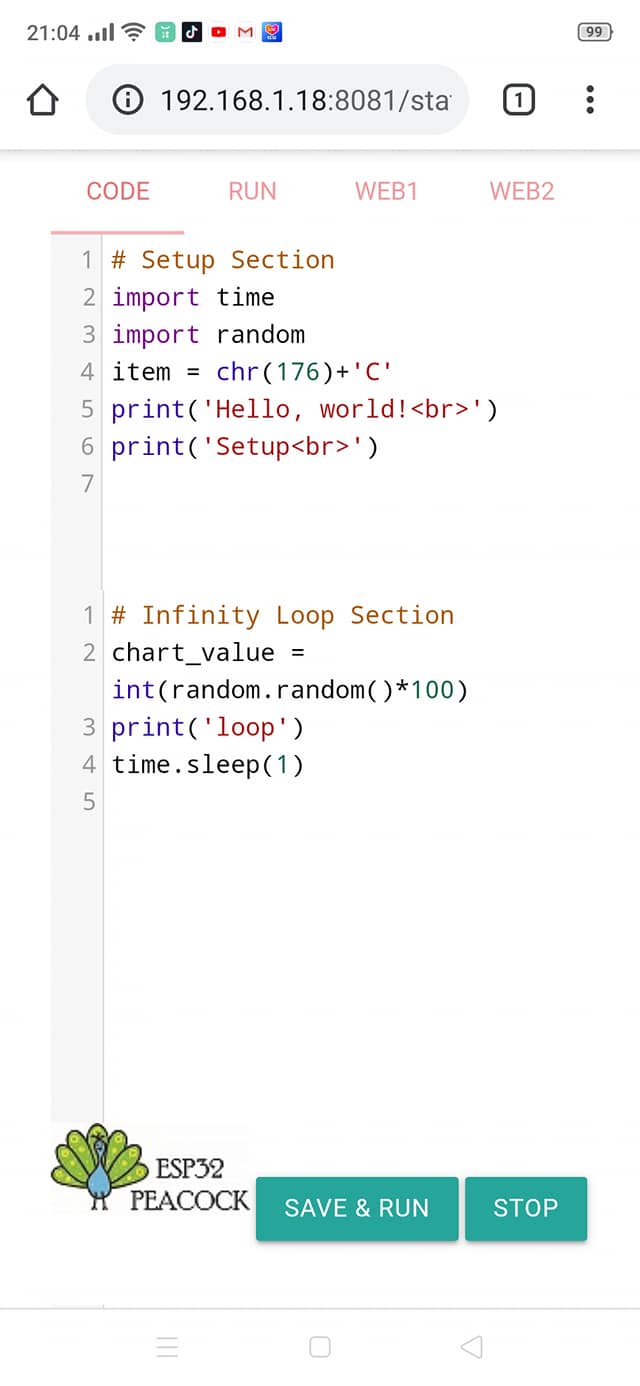 21:04
99
192.168.1.18:8081/sta
1
CODE RUN WEB1 WEB2
1 # Setup Section
2 import time
3 import random
4 item = chr(176)+'C'
5 print('Hello, world!<br>')
6 print('Setup<br>')
7
1 # Infinity Loop Section
2 chart_value =
int(random.random()*100)
3 print('loop')
4 time.sleep(1)
5
ESP32
PEACOCK
SAVE & RUN STOP